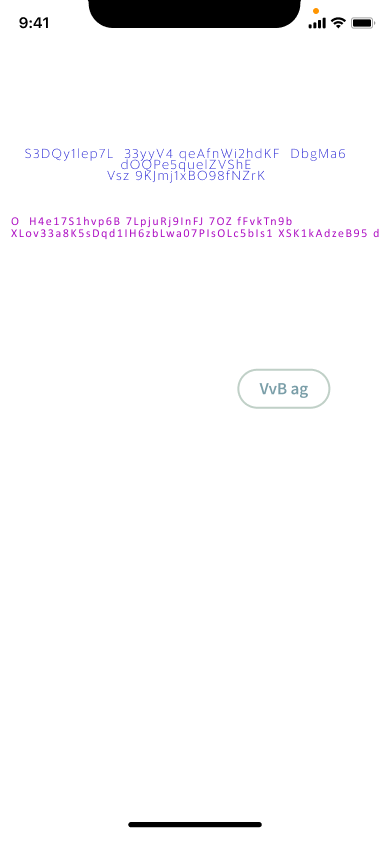 9:41
S3DQy1lep7L 33yyV4 qeAfnWi2hdKF DbgMa6
dOQPe5quelZVShE
Vsz 9KJmj1xBO98fNZrK
O H4e17S1hvp6B 7LpjuRj9InFJ 7OZ fFvkTn9b
XLov33a8K5sDqd1IH6zbLwa07PIsOLc5bIs1 XSK1kAdzeB95 d
VvB ag